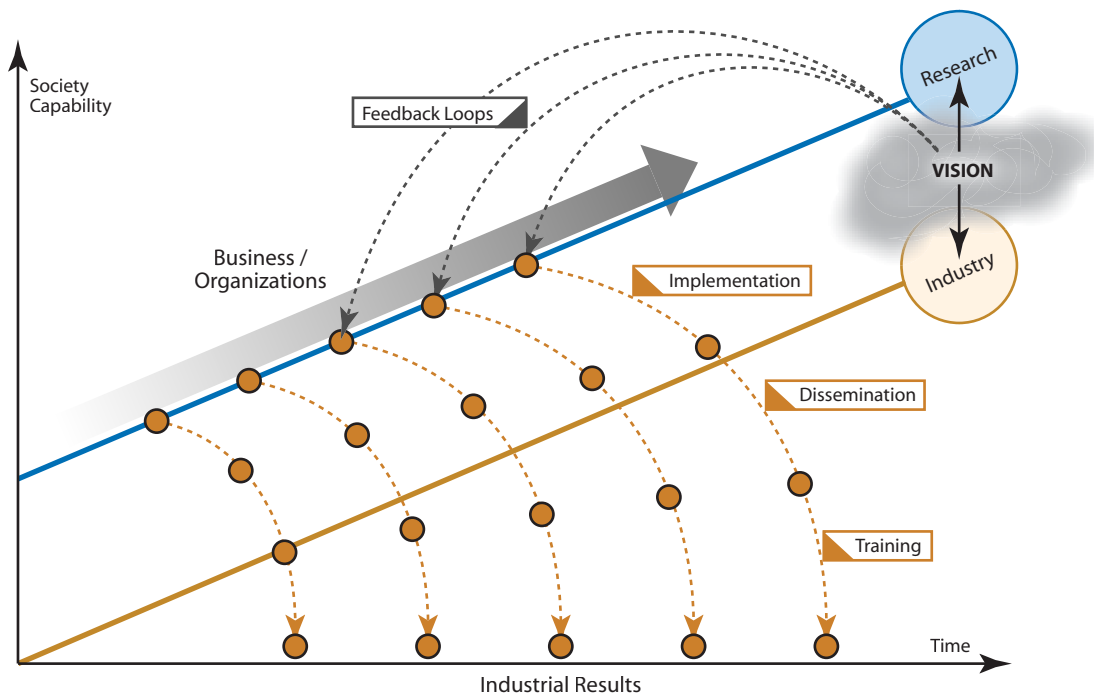 Society
Capability
Research
Feedback Loops
VISION
Business /
Organizations
Industry
Implementation
Dissemination
Training
Time
Industrial Results